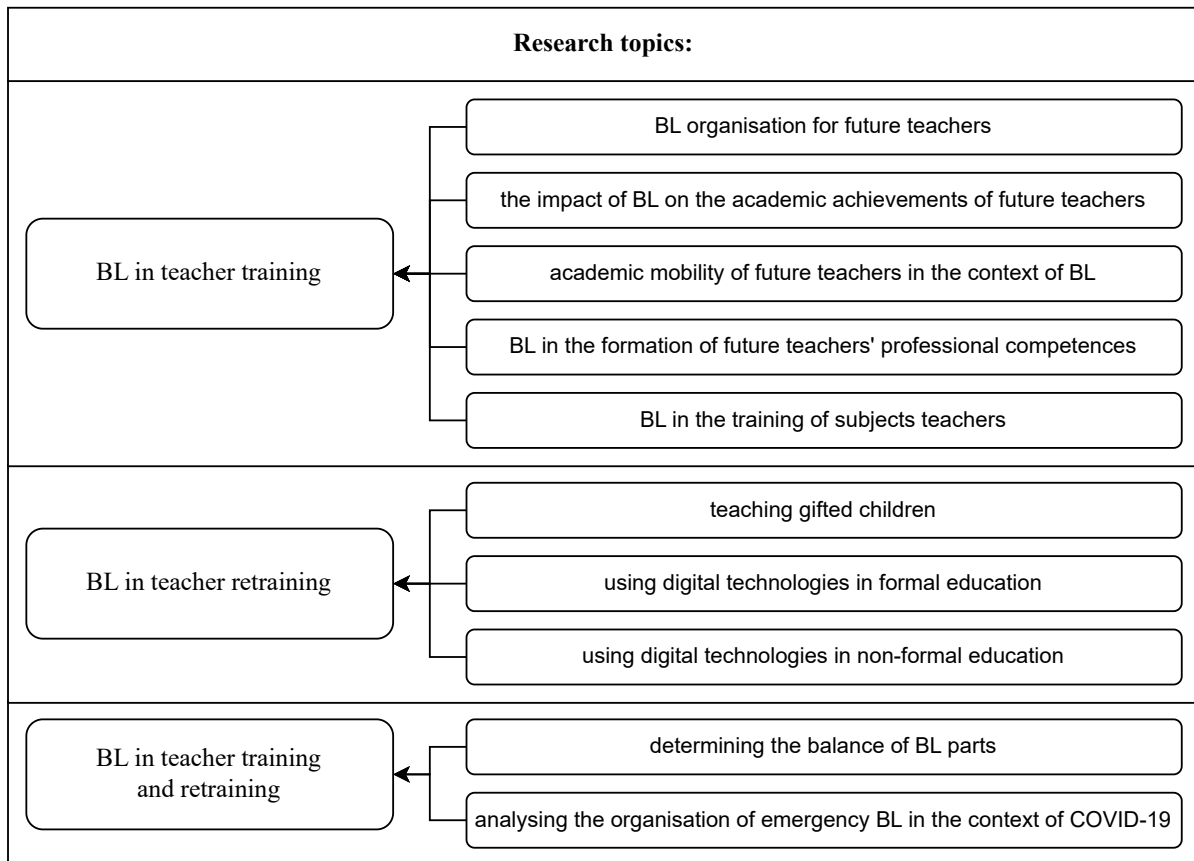 Research topics:
BL in teacher training
BL organisation for future teachers
the impact of BL on the academic achievements of future teachers
academic mobility of future teachers in the context of BL
BL in the formation of future teachers' professional competences
BL in the training of subjects teachers
BL in teacher retraining
teaching gifted children
using digital technologies in formal education
using digital technologies in non-formal education
BL in teacher training
and retraining
determining the balance of BL parts
analysing the organisation of emergency BL in the context of COVID-19